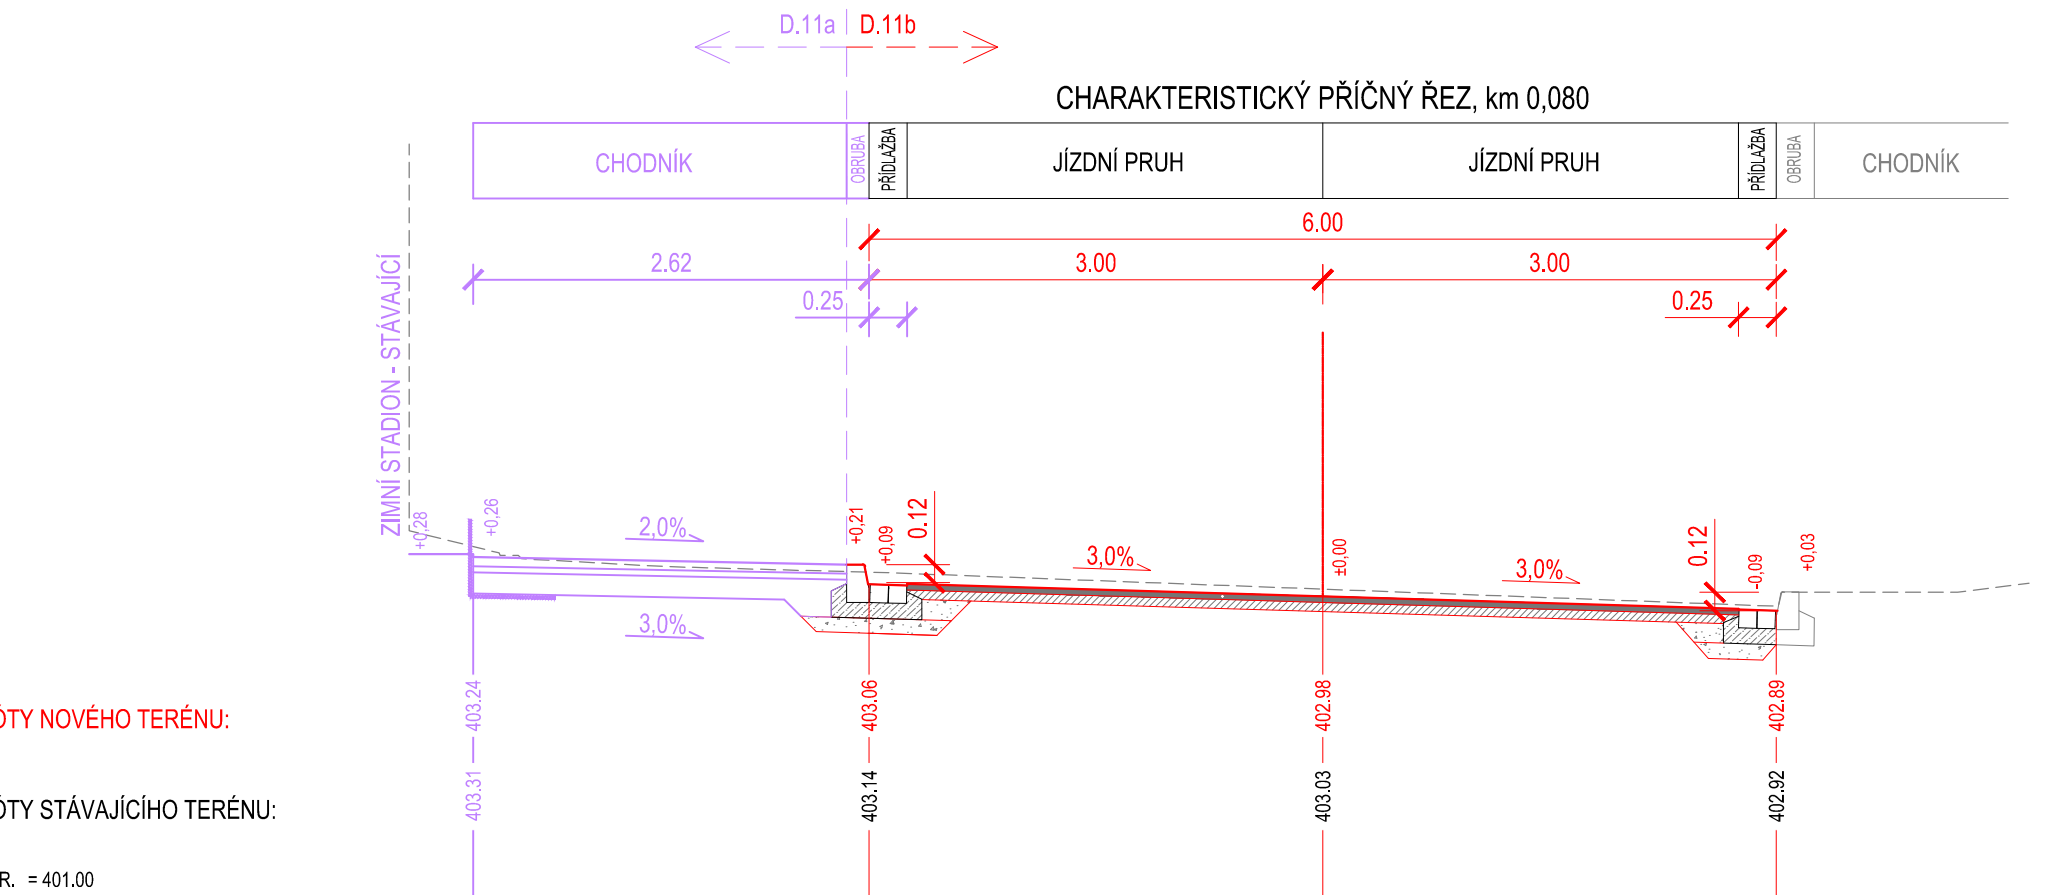 D.11a D.11b
CHARAKTERISTICKÝ PŘÍČNÝ ŘEZ, km 0,080
CHODNÍK OBRUBA PŘÍDLAŽBA JÍZDNÍ PRUH JÍZDNÍ PRUH PŘÍDLAŽBA OBRUBA CHODNÍK
6.00
2.62 3.00 3.00
0.25 0.25
ZIMNÍ STADION - STÁVAJÍCÍ
+0,28 +0,26 2,0% +0,21 +0,09 0.12 3,0% ±0,00 3,0% 0.12 -0,09 +0,03
3,0%
ÓTY NOVÉHO TERÉNU: 403.24 403.06 402.98 402.89
ÓTY STÁVAJÍCÍHO TERÉNU: 403.31 403.14 403.03 402.92
R. = 401.00